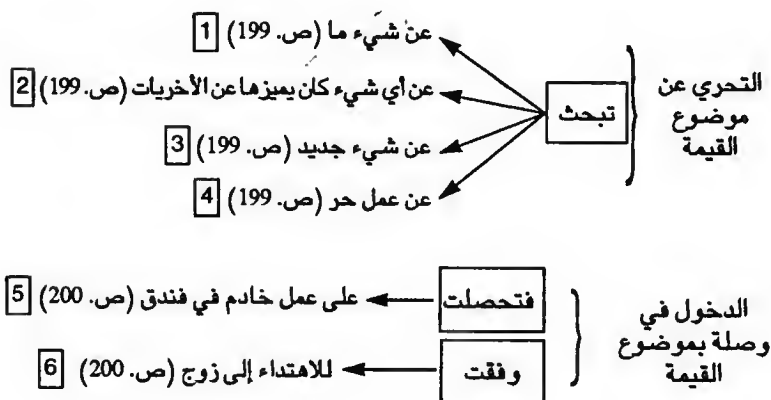 عن شيء ما (ص. 199) 1
التحري عن
موضوع
القيمة
تبحث
عن أي شيء كان يميزها عن الأخريات (ص. 199) 2
عن شيء جديد (ص. 199) 3
عن عمل حر (ص. 199) 4
الدخول في
وصلة بموضوع
القيمة
فتحصلت
على عمل خادم في فندق (ص. 200) 5
وفقت
للاهتداء إلى زوج (ص. 200) 6